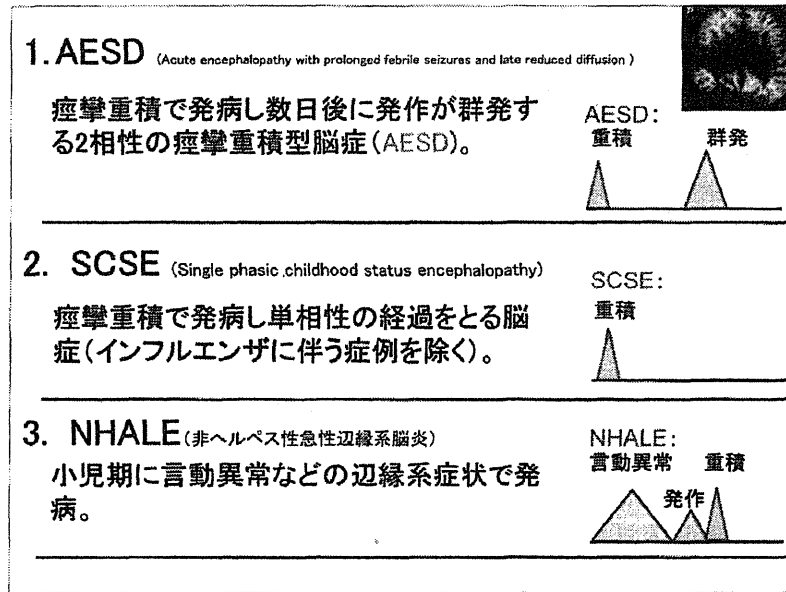 1. AESD (Acute encephalopathy with prolonged febrile seizures and late reduced diffusion )
痙攣重積で発病し数日後に発作が群発す
る2相性の痙攣重積型脳症(AESD)。
AESD:
重積 群発
2. SCSE (Single phasic childhood status encephalopathy)
痙攣重積で発病し単相性の経過をとる脳
症(インフルエンザに伴う症例を除く)。
SCSE:
重積
3. NHALE(非ヘルペス性急性辺縁系脳炎)
小児期に言動異常などの辺縁系症状で発
病。
NHALE:
言動異常 重積
発作